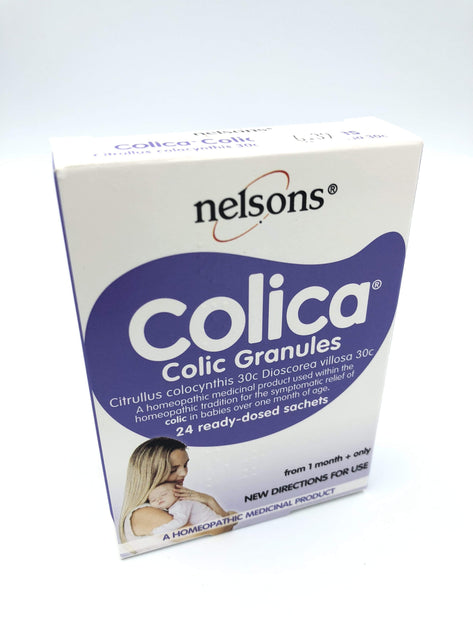 Colica Colic
Citrullus colocynthis 30c
30c
nelsons®
colica®
Colic Granules
Citrullus colocynthis 30c Dioscorea villosa 30c
A homeopathic medicinal product used within the
homeopathic tradition for the symptomatic relief of
colic in babies over one month of age.
24 ready-dosed sachets
from 1 month + only
NEW DIRECTIONS FOR USE
A HOMEOPATHIC MEDICINAL PRODUCT